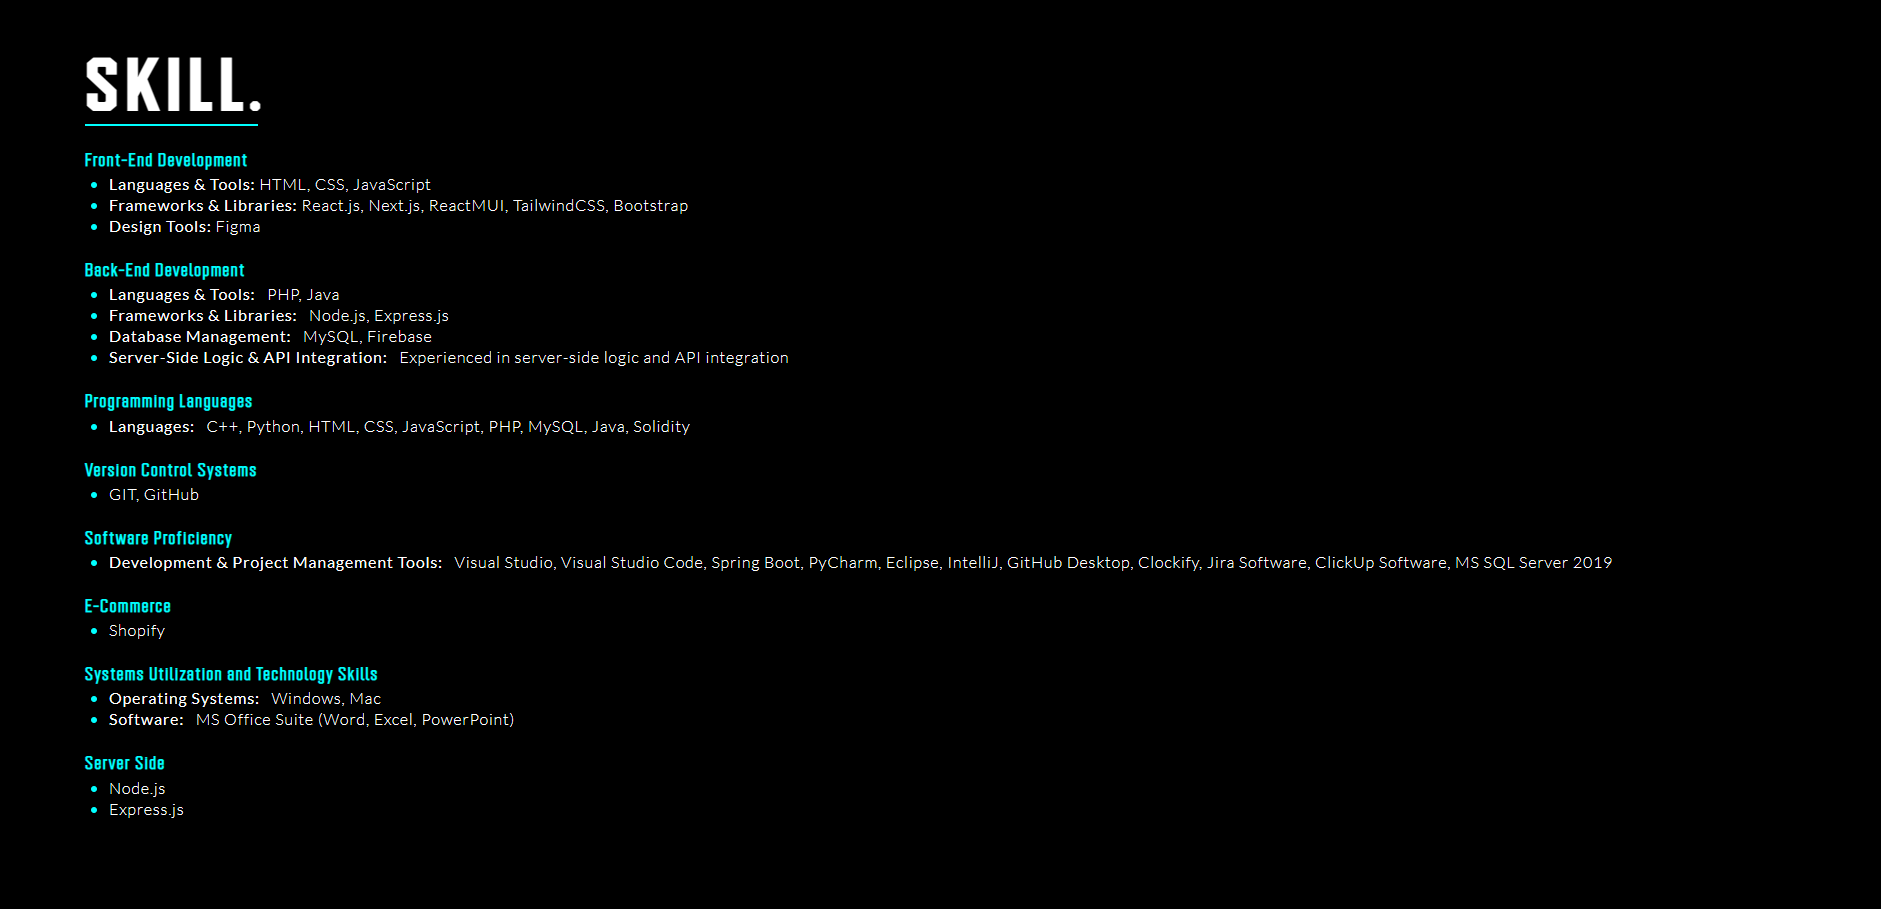 SKILL.
Front-End Development
Languages & Tools: HTML, CSS, JavaScript
Frameworks & Libraries: React.js, Next.js, ReactMUI, TailwindCSS, Bootstrap
Design Tools: Figma
Back-End Development
Languages & Tools: PHP, Java
Frameworks & Libraries: Node.js, Express.js
Database Management: MySQL, Firebase
Server-Side Logic & API Integration: Experienced in server-side logic and API integration
Programming Languages
Languages: C++, Python, HTML, CSS, JavaScript, PHP, MySQL, Java, Solidity
Version Control Systems
GIT, GitHub
Software Proficiency
Development & Project Management Tools: Visual Studio, Visual Studio Code, Spring Boot, PyCharm, Eclipse, IntelliJ, GitHub Desktop, Clockify, Jira Software, ClickUp Software, MS SQL Server 2019
E-Commerce
Shopify
Systems Utilization and Technology Skills
Operating Systems: Windows, Mac
Software: MS Office Suite (Word, Excel, PowerPoint)
Server Side
Node.js
Express.js